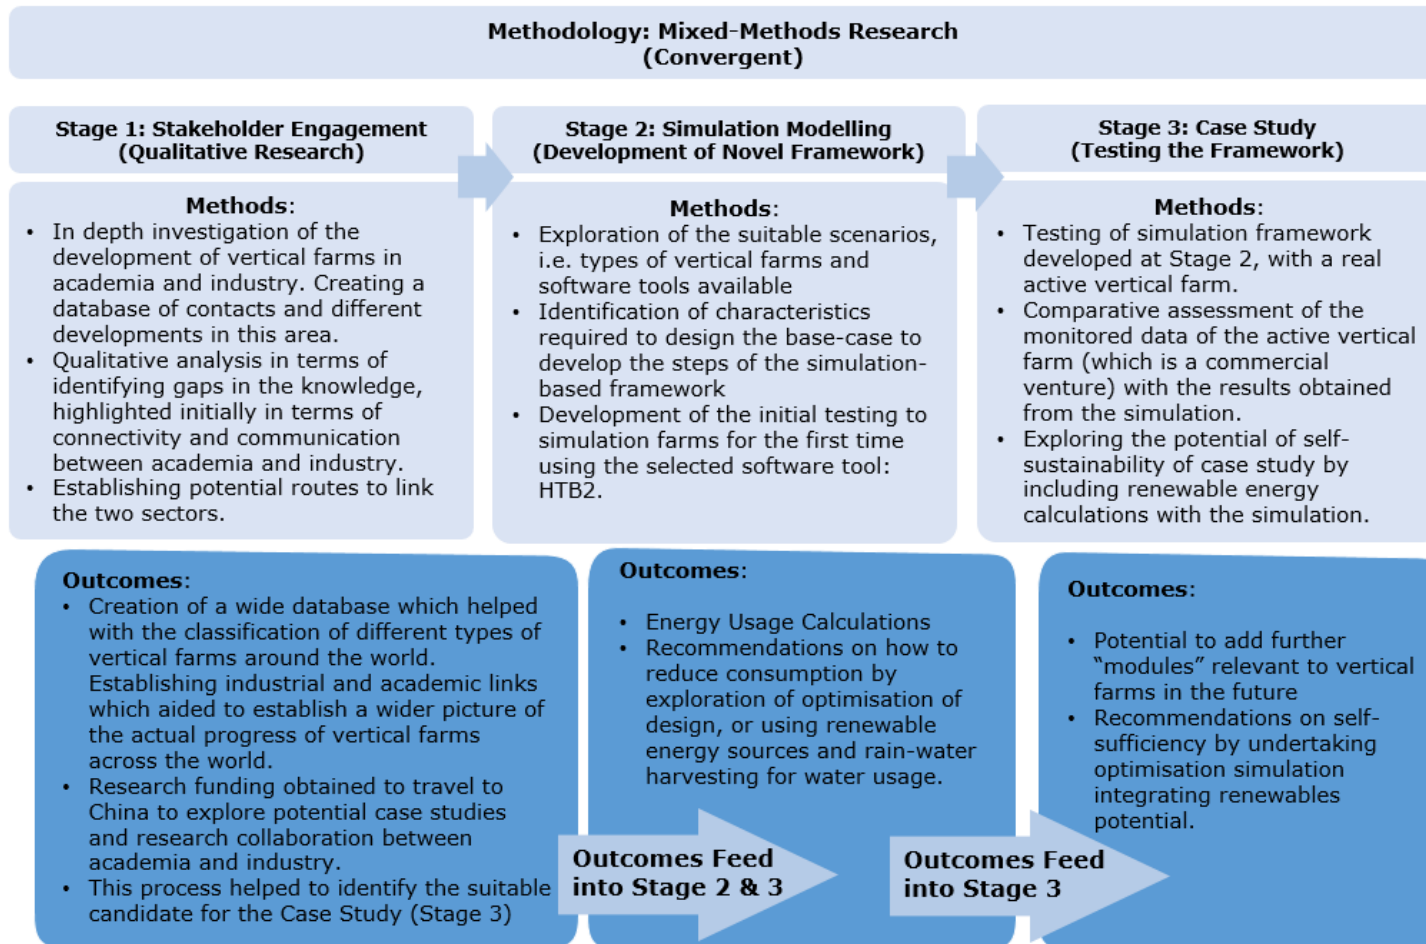 Methodology: Mixed-Methods Research
(Convergent)
Stage 1: Stakeholder Engagement
(Qualitative Research)
Methods:
• In depth investigation of the
development of vertical farms in
academia and industry. Creating a
database of contacts and different
developments in this area.
• Qualitative analysis in terms of
identifying gaps in the knowledge,
highlighted initially in terms of
connectivity and communication
between academia and industry.
• Establishing potential routes to link
the two sectors.
Stage 2: Simulation Modelling
(Development of Novel Framework)
Methods:
• Exploration of the suitable scenarios,
i.e. types of vertical farms and
software tools available
• Identification of characteristics
required to design the base-case to
develop the steps of the simulation-
based framework
• Development of the initial testing to
simulation farms for the first time
using the selected software tool:
HTB2.
Stage 3: Case Study
(Testing the Framework)
Methods:
• Testing of simulation framework
developed at Stage 2, with a real
active vertical farm.
• Comparative assessment of the
monitored data of the active vertical
farm (which is a commercial
venture) with the results obtained
from the simulation.
• Exploring the potential of self-
sustainability of case study by
including renewable energy
calculations with the simulation.
Outcomes:
• Creation of a wide database which helped
with the classification of different types of
vertical farms around the world.
Establishing industrial and academic links
which aided to establish a wider picture of
the actual progress of vertical farms
across the world.
• Research funding obtained to travel to
China to explore potential case studies
and research collaboration between
academia and industry.
• This process helped to identify the suitable
candidate for the Case Study (Stage 3)
Outcomes Feed
into Stage 2 & 3
Outcomes:
• Energy Usage Calculations
• Recommendations on how to
reduce consumption by
exploration of optimisation of
design, or using renewable
energy sources and rain-water
harvesting for water usage.
Outcomes Feed
into Stage 3
Outcomes:
• Potential to add further
“modules” relevant to vertical
farms in the future
• Recommendations on self-
sufficiency by undertaking
optimisation simulation
integrating renewables
potential.